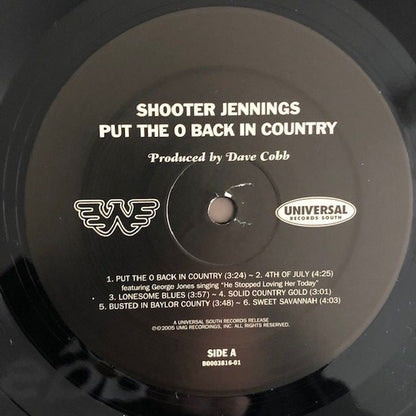 SHOOTER JENNINGS
PUT THE O BACK IN COUNTRY
Produced by Dave Cobb
W
UNIVERSAL
RECORDS SOUTH
1. PUT THE O BACK IN COUNTRY (3:24) ~ 2. 4TH OF JULY (4:25)
featuring George Jones singing "He Stopped Loving Her Today"
3. LONESOME BLUES (3:57) ~ 4. SOLID COUNTRY GOLD (3:01)
5. BUSTED IN BAYLOR COUNTY (3:48) ~ 6. SWEET SAVANNAH (4:03)
A UNIVERSAL SOUTH RECORDS RELEASE
℗©2005 UMG RECORDINGS, INC. ALL RIGHTS RESERVED.
SIDE A
B0003816-01